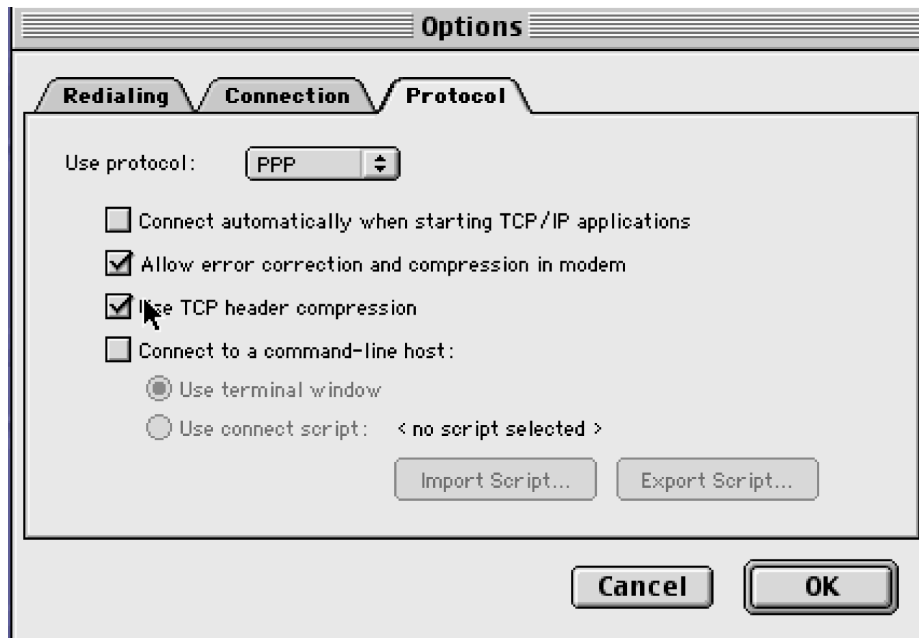 Options
Redialing Connection Protocol
Use protocol: PPP
Connect automatically when starting TCP/IP applications
Allow error correction and compression in modem
Use TCP header compression
Connect to a command-line host:
Use terminal window
Use connect script: < no script selected >
Import Script... Export Script...
Cancel OK